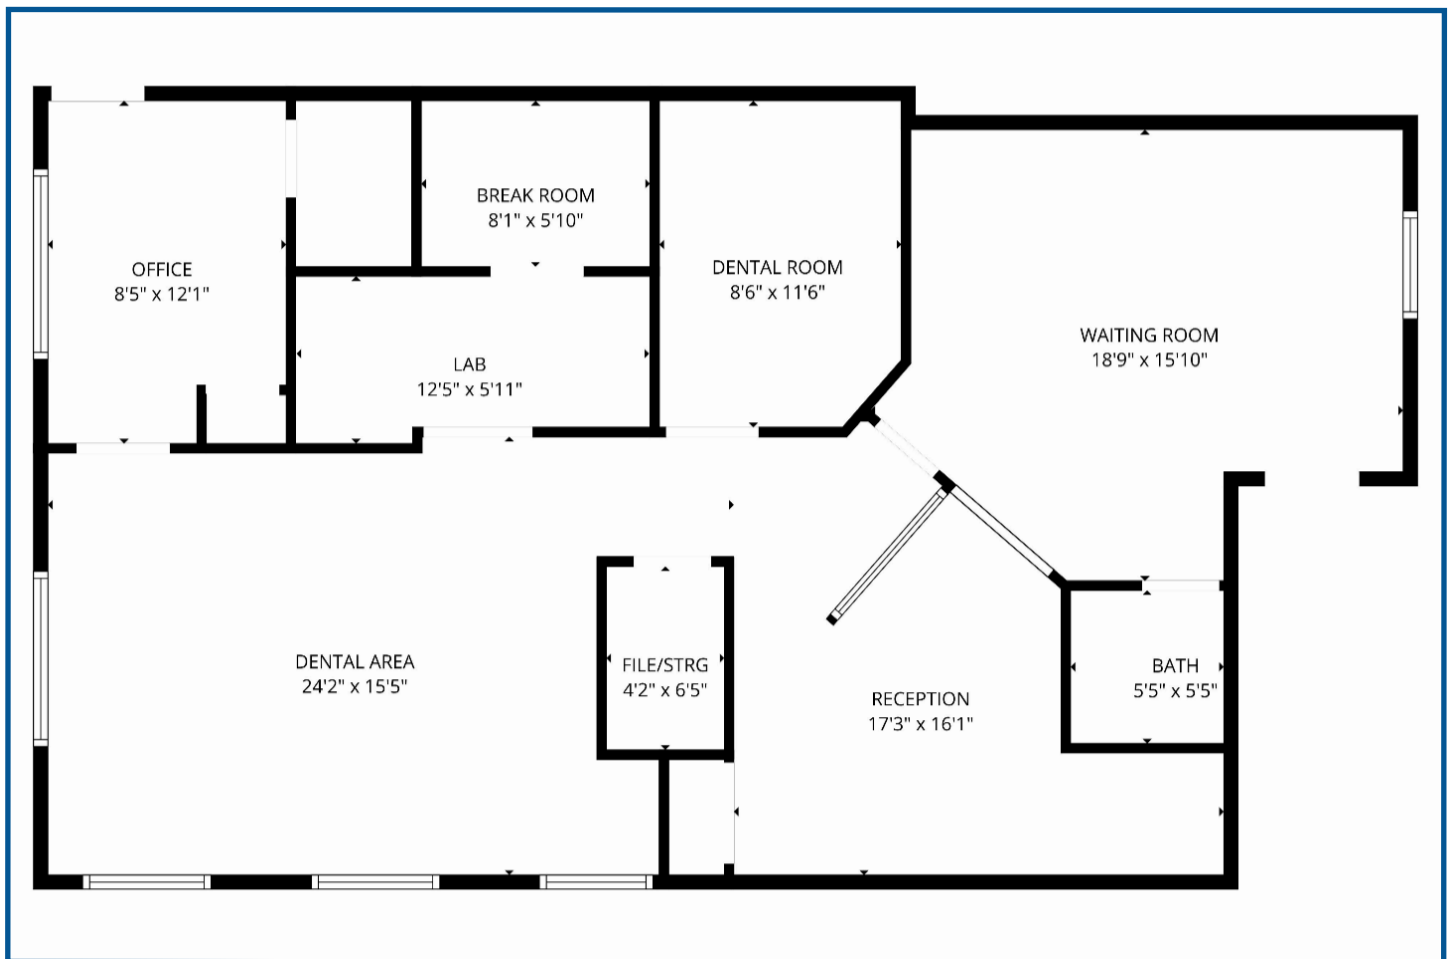 BREAK ROOM
8'1" x 5'10"
OFFICE
8'5" x 12'1"
DENTAL ROOM
8'6" x 11'6"
WAITING ROOM
18'9" x 15'10"
LAB
12'5" x 5'11"
DENTAL AREA
24'2" x 15'5"
FILE/STRG
4'2" x 6'5"
BATH
5'5" x 5'5"
RECEPTION
17'3" x 16'1"